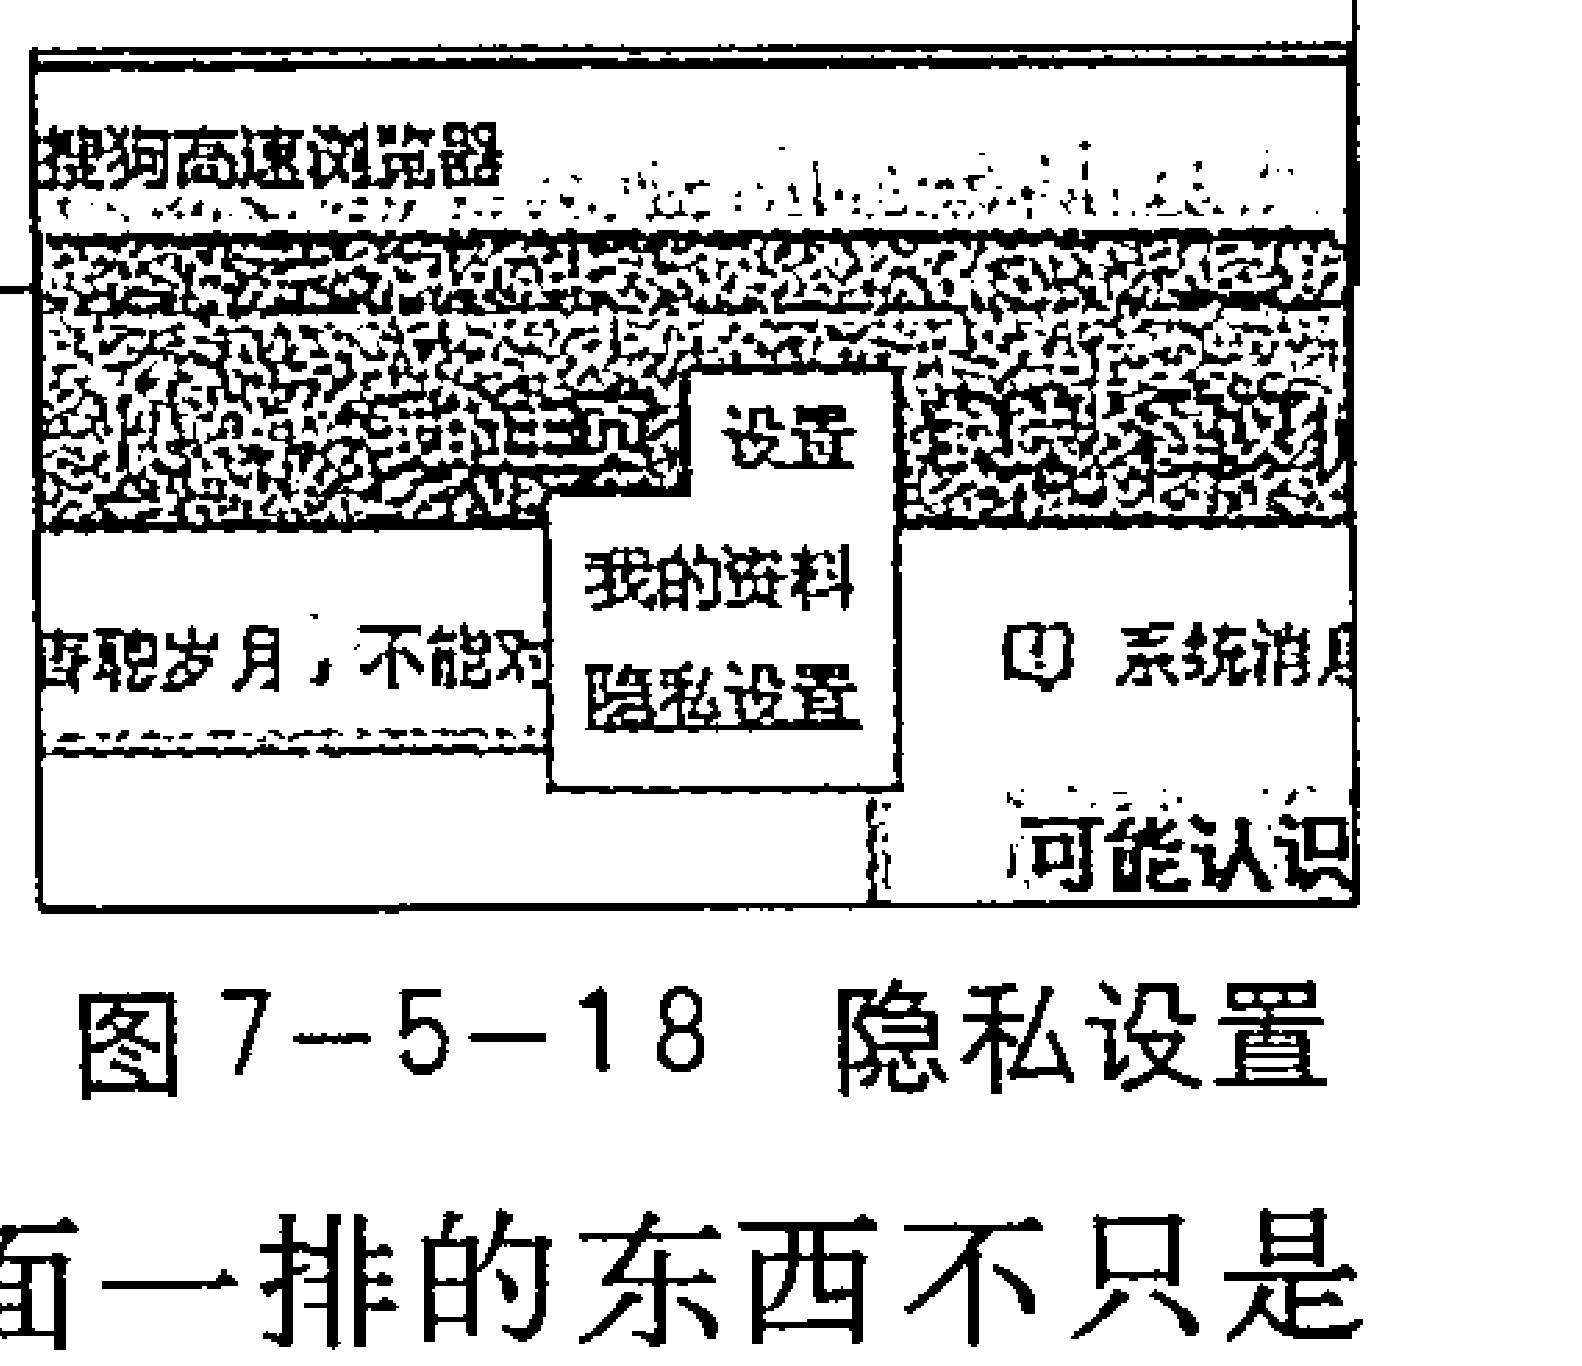 搜狗高速浏览器
设置
我的资料
岁月，不能对
系统消息
隐私设置
可能认识
图7-5-18 隐私设置
面一排的东西不只是